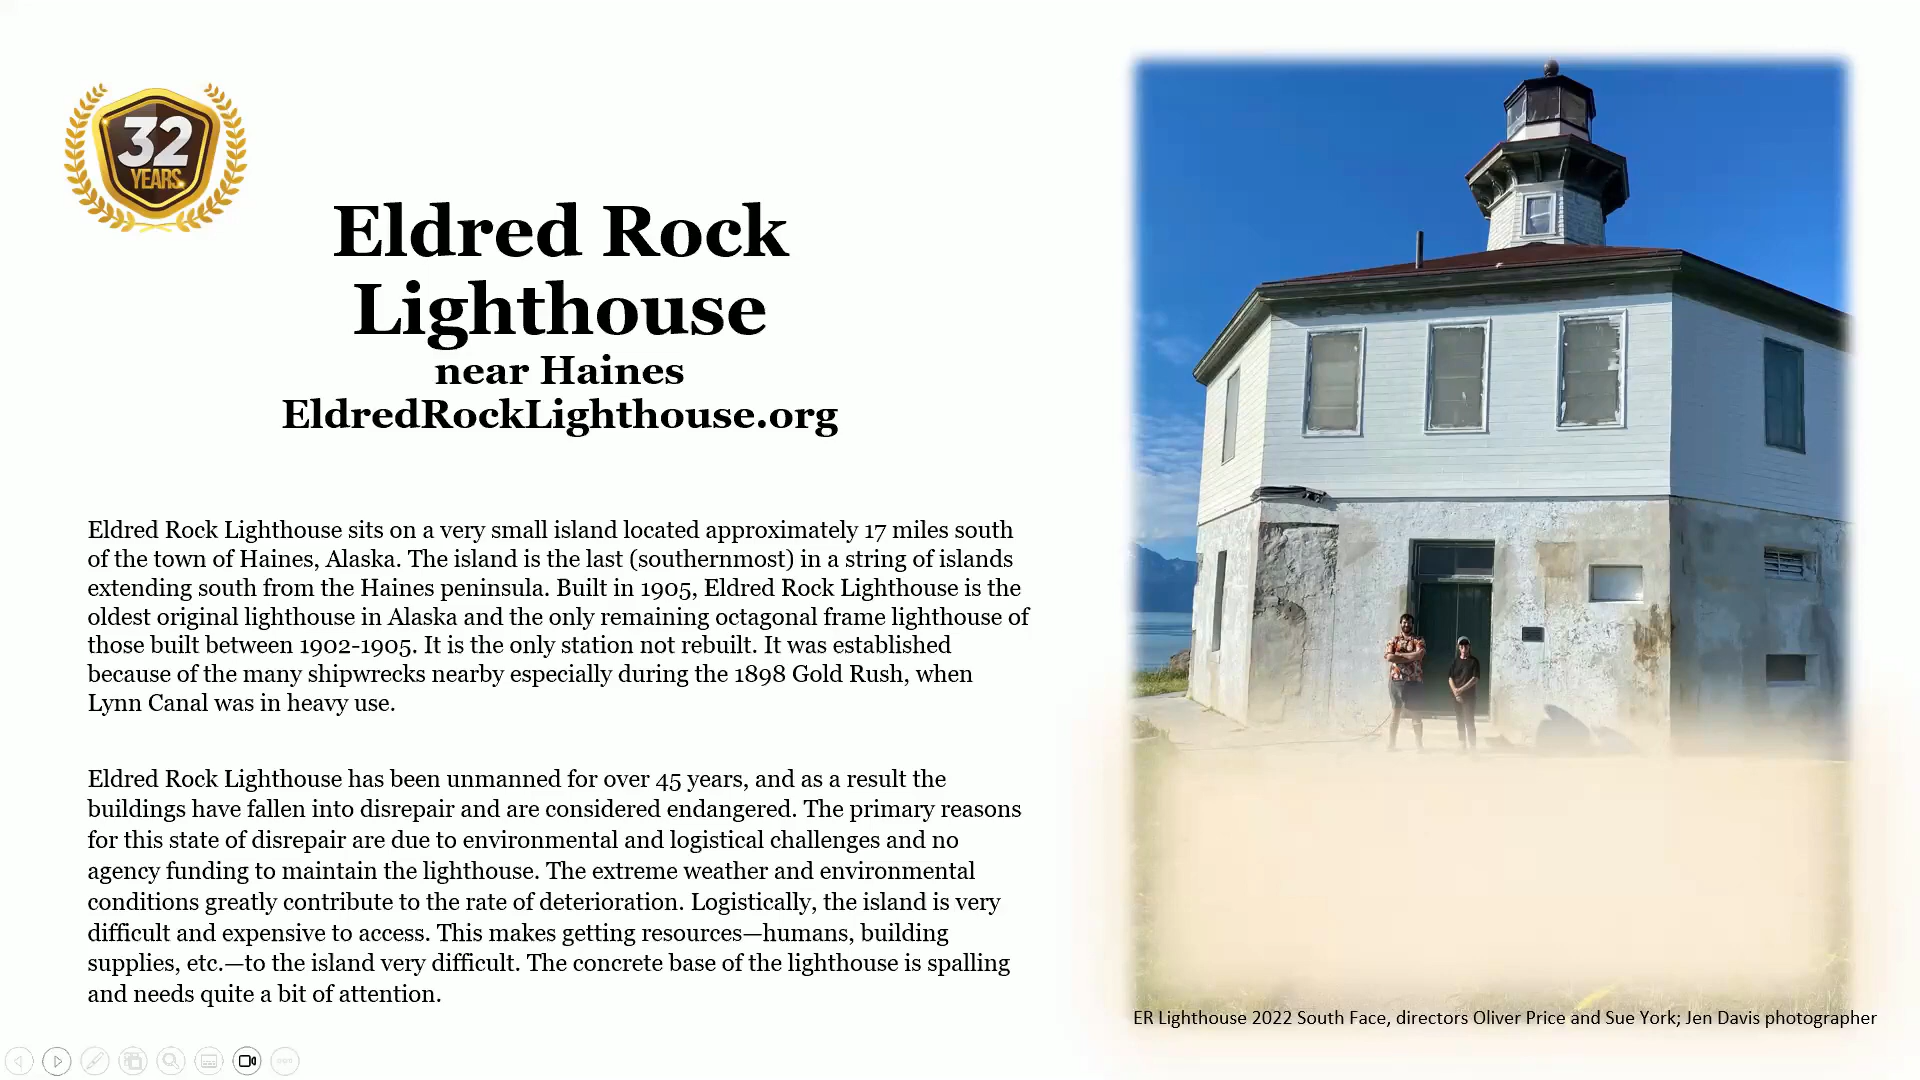 32
YEARS
Eldred Rock
Lighthouse
near Haines
EldredRockLighthouse.org
Eldred Rock Lighthouse sits on a very small island located approximately 17 miles south
of the town of Haines, Alaska. The island is the last (southernmost) in a string of islands
extending south from the Haines peninsula. Built in 1905, Eldred Rock Lighthouse is the
oldest original lighthouse in Alaska and the only remaining octagonal frame lighthouse of
those built between 1902-1905. It is the only station not rebuilt. It was established
because of the many shipwrecks nearby especially during the 1898 Gold Rush, when
Lynn Canal was in heavy use.
Eldred Rock Lighthouse has been unmanned for over 45 years, and as a result the
buildings have fallen into disrepair and are considered endangered. The primary reasons
for this state of disrepair are due to environmental and logistical challenges and no
agency funding to maintain the lighthouse. The extreme weather and environmental
conditions greatly contribute to the rate of deterioration. Logistically, the island is very
difficult and expensive to access. This makes getting resources—humans, building
supplies, etc.—to the island very difficult. The concrete base of the lighthouse is spalling
and needs quite a bit of attention.
ER Lighthouse 2022 South Face, directors Oliver Price and Sue York; Jen Davis photographer